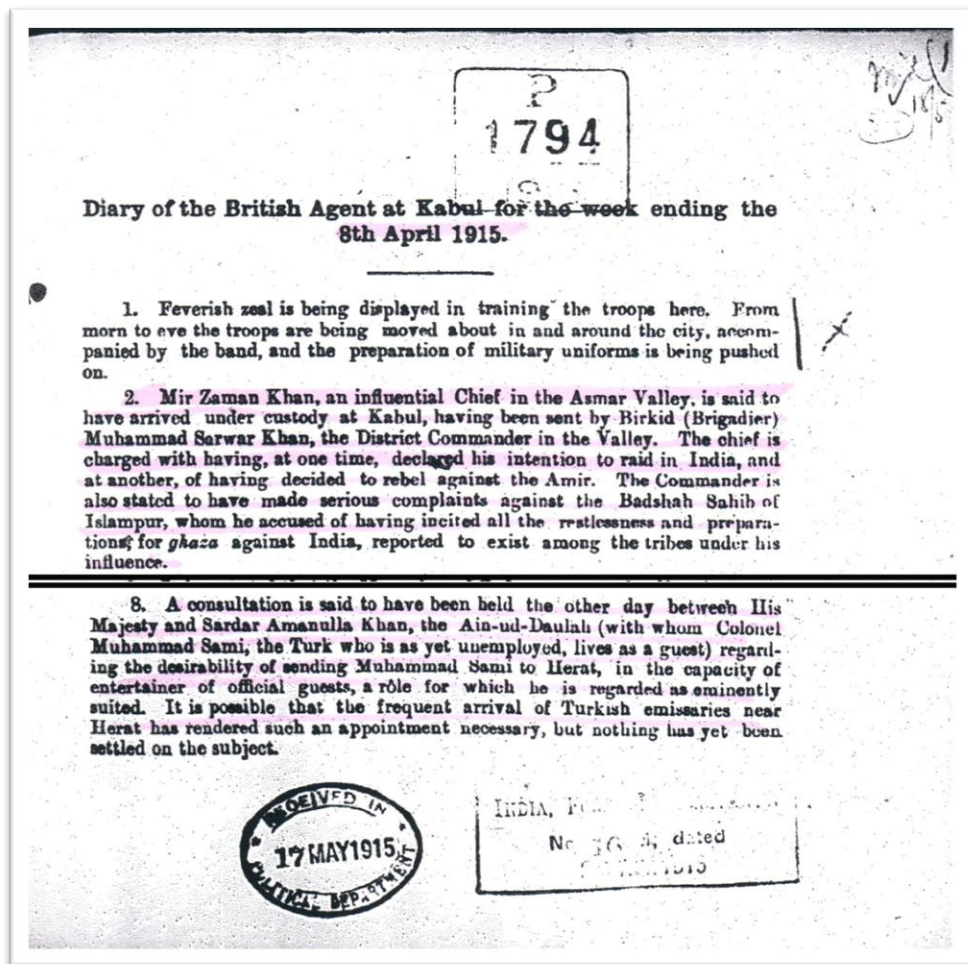 P
1794
Diary of the British Agent at Kabul for the week ending the
8th April 1915.
1. Feverish zeal is being displayed in training the troops here. From
morn to eve the troops are being moved about in and around the city, accom-
panied by the band, and the preparation of military uniforms is being pushed
on.
2. Mir Zaman Khan, an influential Chief in the Asmar Valley, is said to
have arrived under custody at Kabul, having been sent by Birkid (Brigadier)
Muhammad Sarwar Khan, the District Commander in the Valley. The chief is
charged with having, at one time, declared his intention to raid in India, and
at another, of having decided to rebel against the Amir. The Commander is
also stated to have made serious complaints against the Badshah Sahib of
Islampur, whom he accused of having incited all the restlessness and prepara-
tions for ghaza against India, reported to exist among the tribes under his
influence.
8. A consultation is said to have been held the other day between His
Majesty and Sardar Amanulla Khan, the Ain-ud-Daulah (with whom Colonel
Muhammad Sami, the Turk who is as yet unemployed, lives as a guest) regard-
ing the desirability of sending Muhammad Sami to Herat, in the capacity of
entertainer of official guests, a rôle for which he is regarded as eminently
suited. It is possible that the frequent arrival of Turkish emissaries near
Herat has rendered such an appointment necessary, but nothing has yet been
settled on the subject.
RECEIVED IN
17 MAY 1915
POLITICAL DEPARTMENT
INDIA,
dated